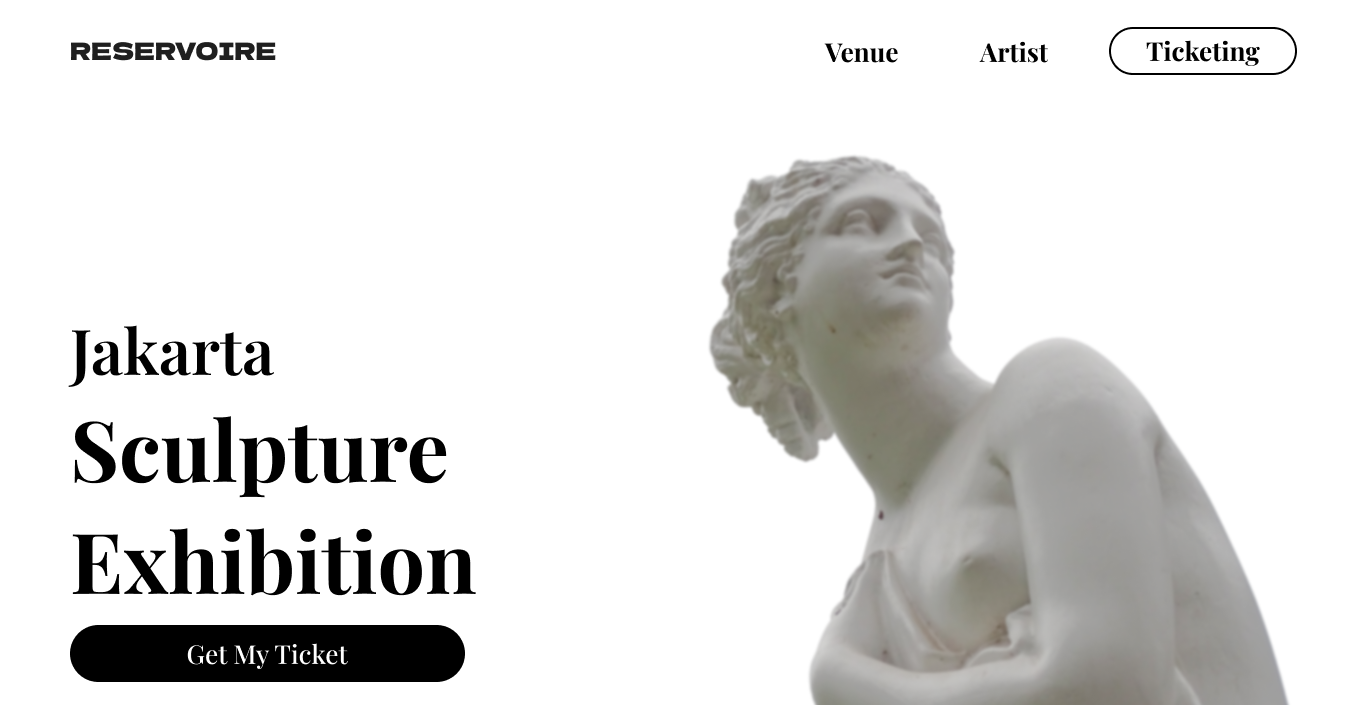 RESERVOIRE
Venue
Artist
Ticketing
Jakarta
Sculpture
Exhibition
Get My Ticket